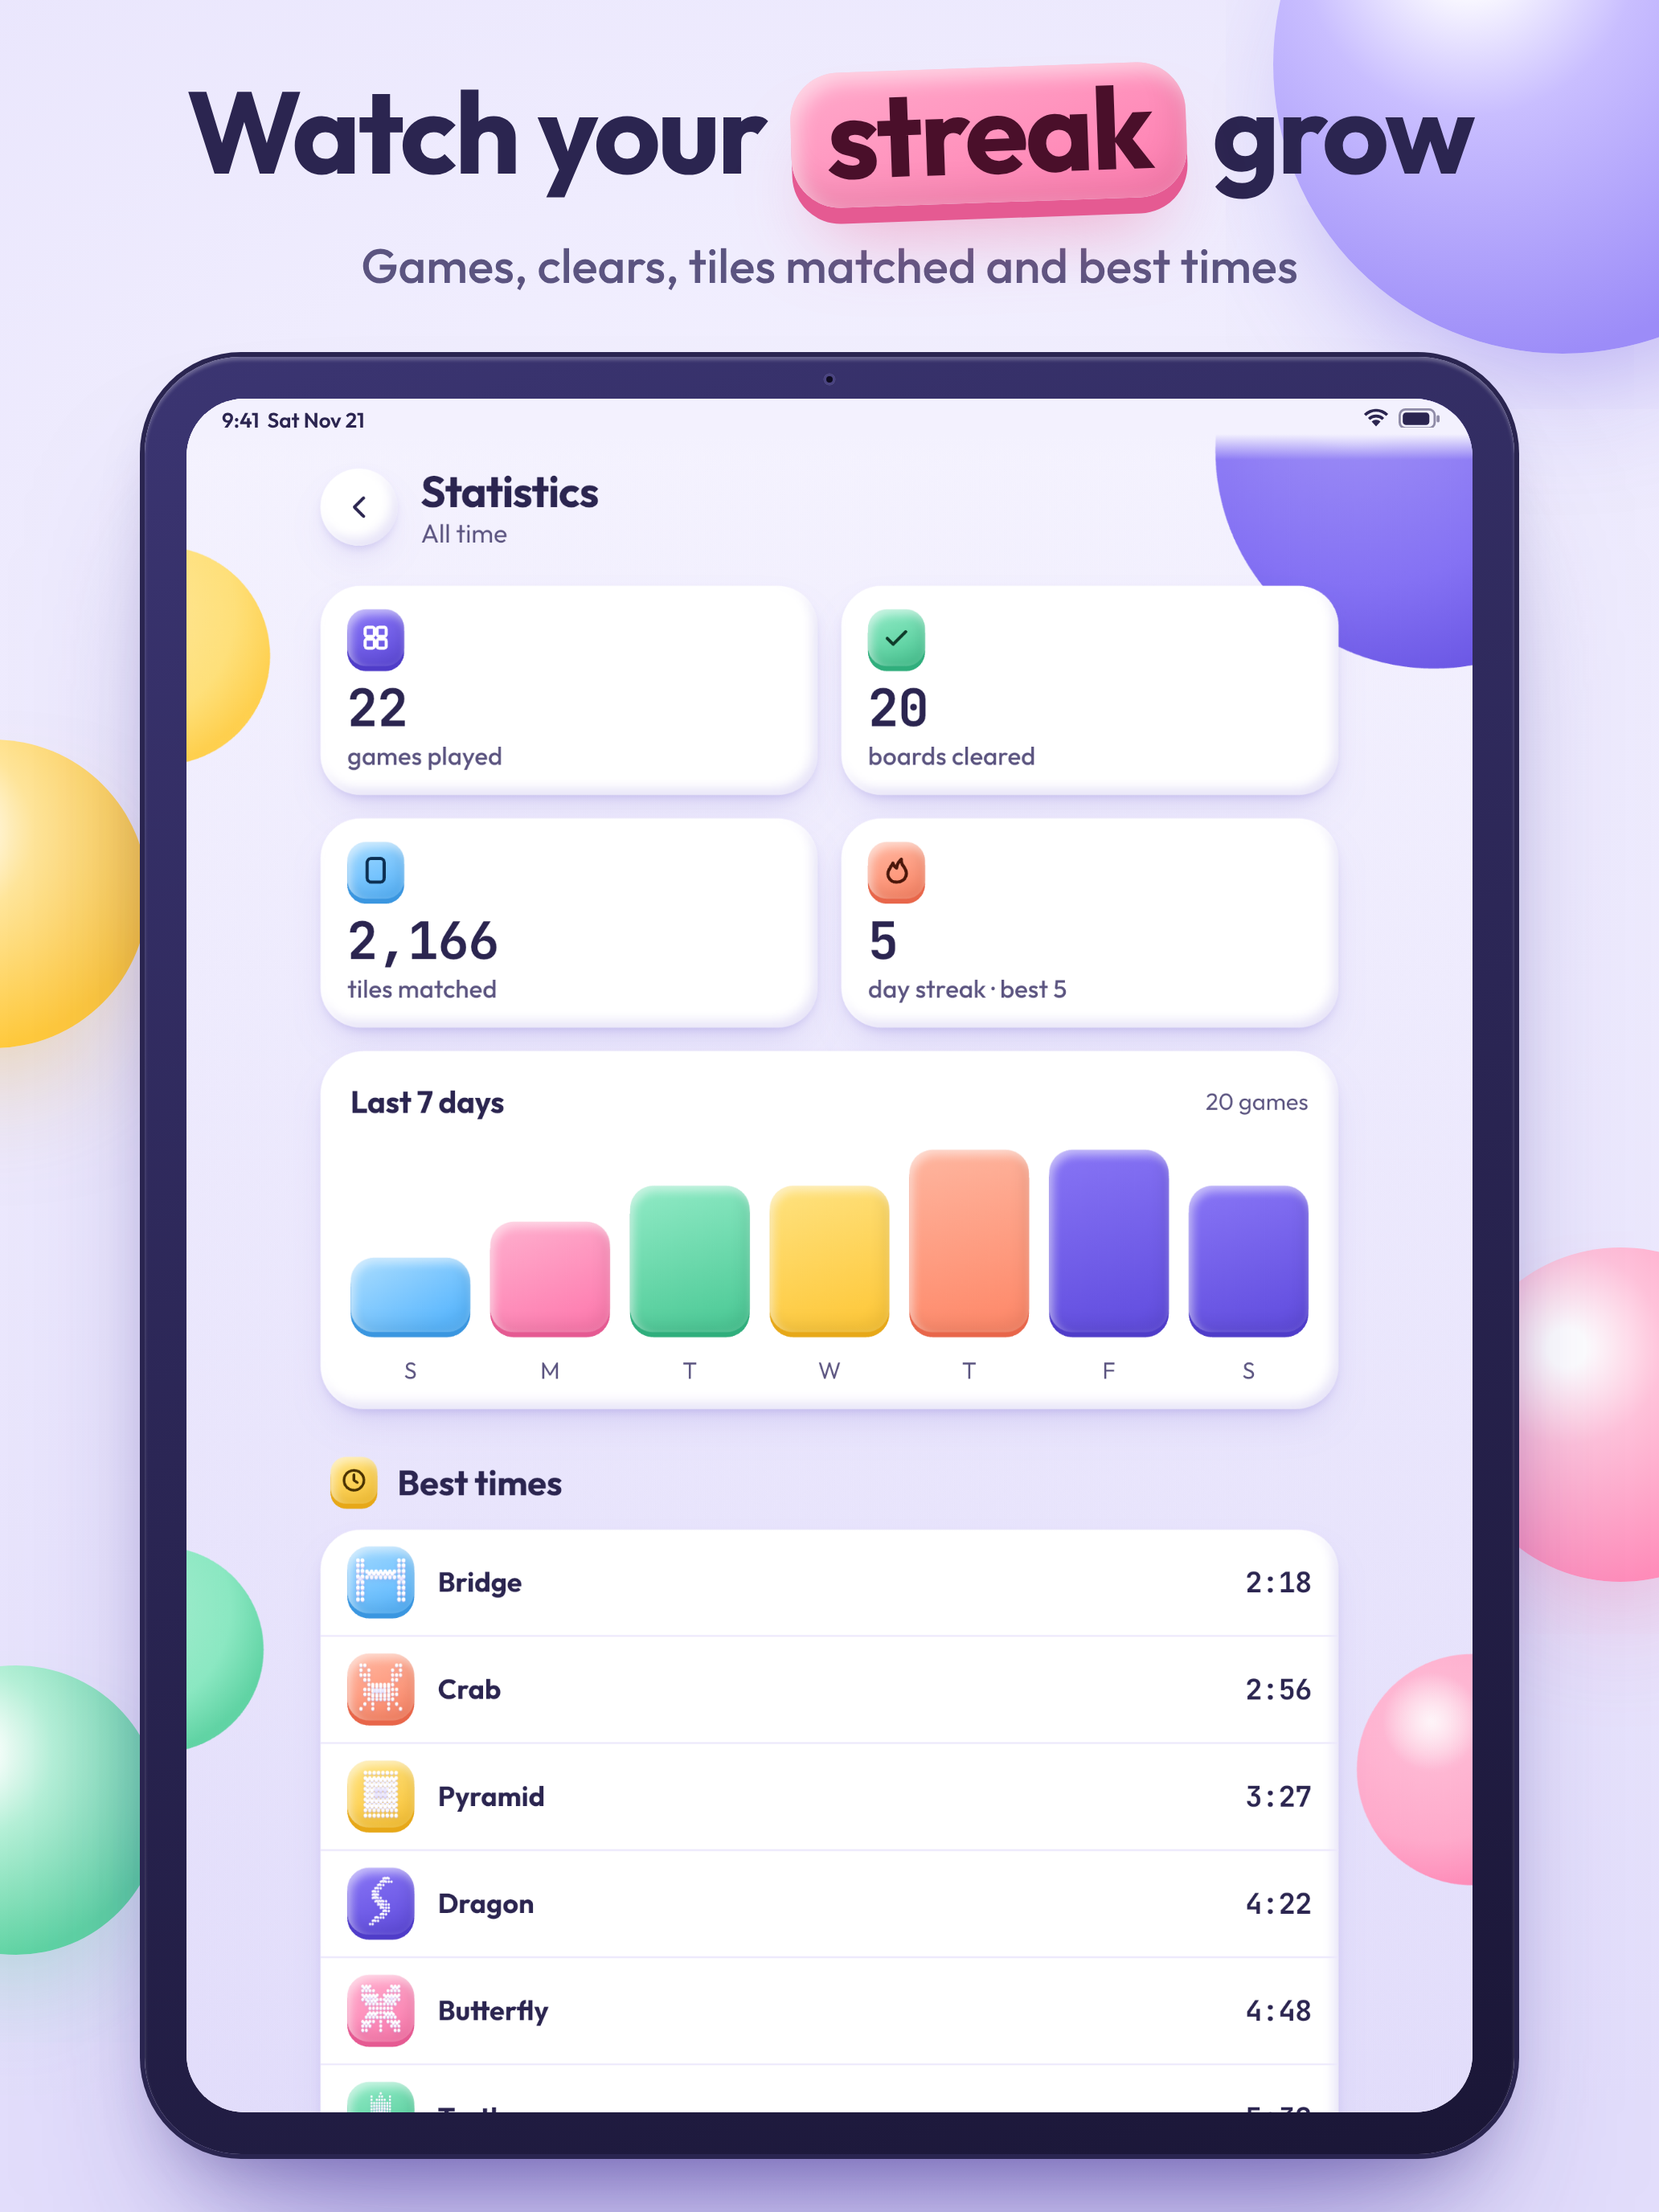 Watch your streak grow
Games, clears, tiles matched and best times
9:41 Sat Nov 21
Statistics
All time
22
games played
20
boards cleared
2,166
tiles matched
5
day streak · best 5
Last 7 days
20 games
S M T W T F S
Best times
Bridge 2:18
Crab 2:56
Pyramid 3:27
Dragon 4:22
Butterfly 4:48